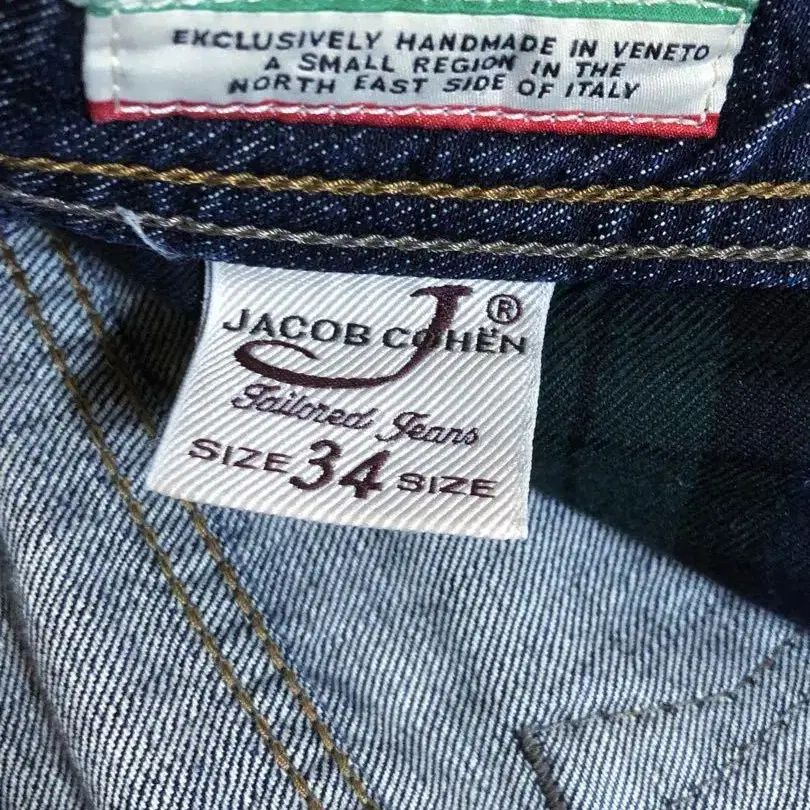 EXCLUSIVELY HANDMADE IN VENETO
A SMALL REGION IN THE
NORTH EAST SIDE OF ITALY
J ®
JACOB COHËN
Tailored Jeans
SIZE 34 SIZE